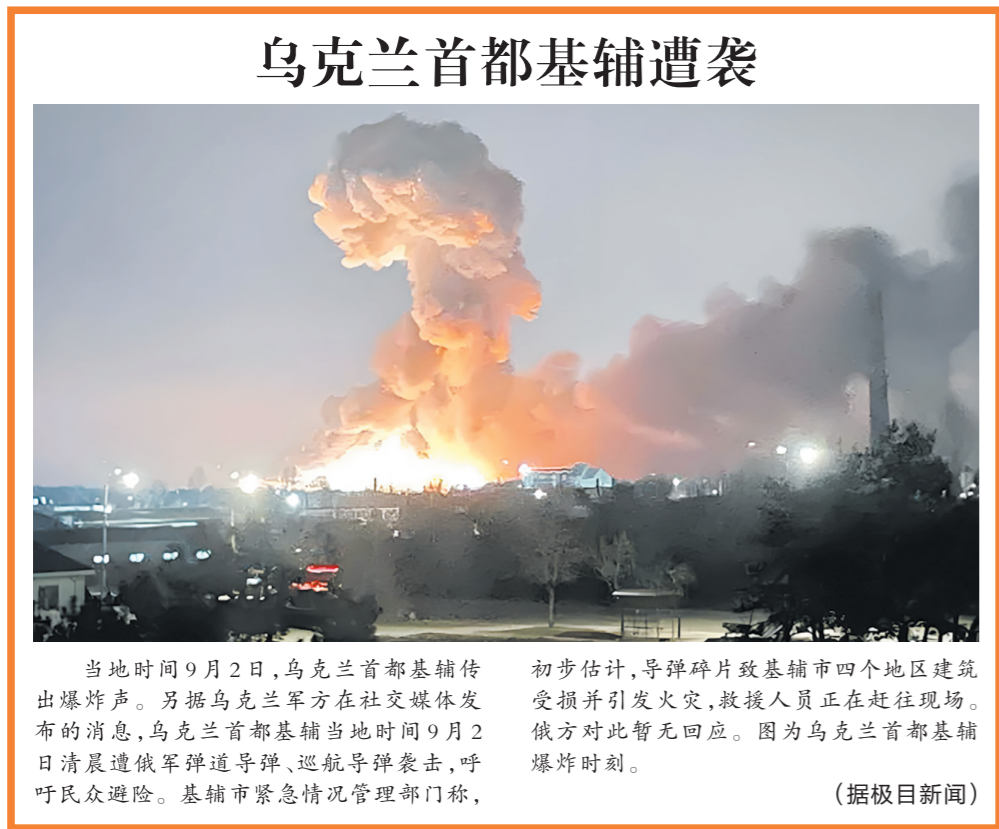 乌克兰首都基辅遭袭
当地时间9月2日，乌克兰首都基辅传
出爆炸声。另据乌克兰军方在社交媒体发
布的消息，乌克兰首都基辅当地时间9月2
日清晨遭俄军弹道导弹、巡航导弹袭击，呼
吁民众避险。基辅市紧急情况管理部门称，
初步估计，导弹碎片致基辅市四个地区建筑
受损并引发火灾，救援人员正在赶往现场。
俄方对此暂无回应。图为乌克兰首都基辅
爆炸时刻。
（据极目新闻）